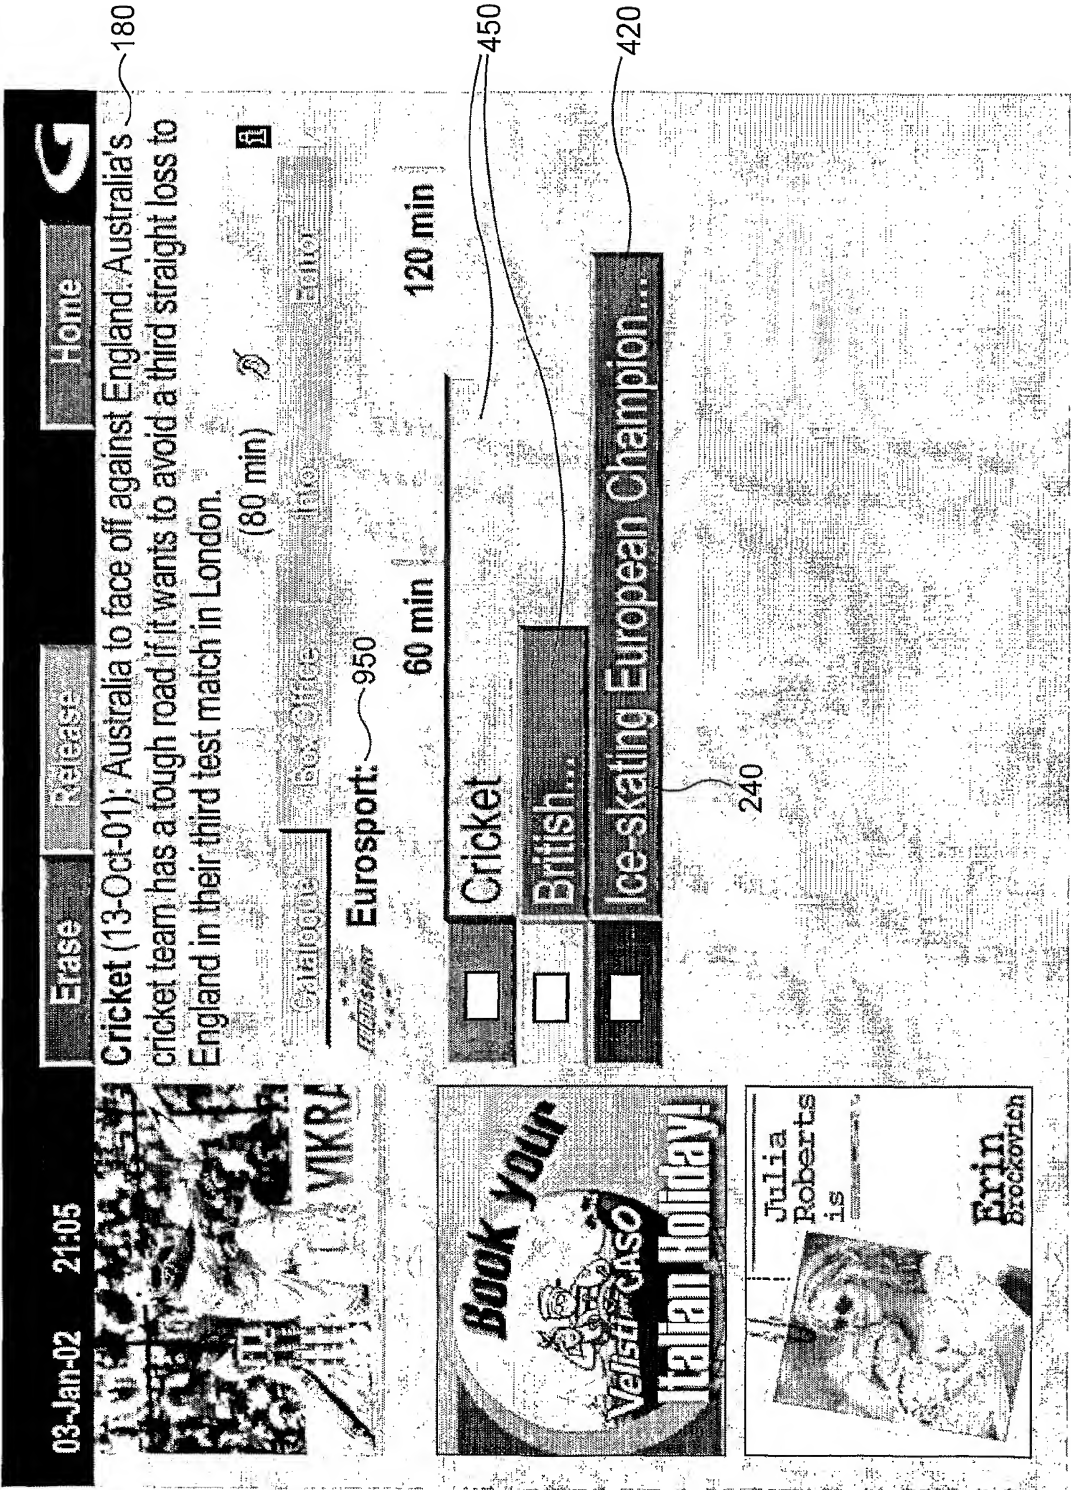 03-Jan-02 21:05 Erase Release Home
Cricket (13-Oct-01): Australia to face off against England. Australia's
cricket team has a tough road if it wants to avoid a third straight loss to
England in their third test match in London.
180
(80 min)
Catalogue Box Office Info Editor
EUROSPORT Eurosport:
950
60 min 120 min
Cricket
450
British...
Ice-skating European Champion....
420
240
VIKRA
Book your
Italian Holiday!
Julia
Roberts
is
Erin
Brockovich